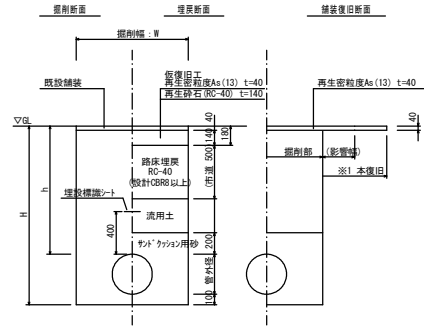 掘削断面
埋戻断面
舗装復旧断面
掘削幅：W
仮復旧工
再生密粒度As(13) t=40
再生砕石(RC-40) t=140
既設舗装
再生密粒度As(13) t=40
▽GL
40
140
180
40
路床埋戻
RC-40
(設計CBR8以上)
500
(市道
掘削部
(影響幅)
※1 本復旧
h
H
埋設標識シート
400
流用土
サンドクッション用砂
200
管外径
100